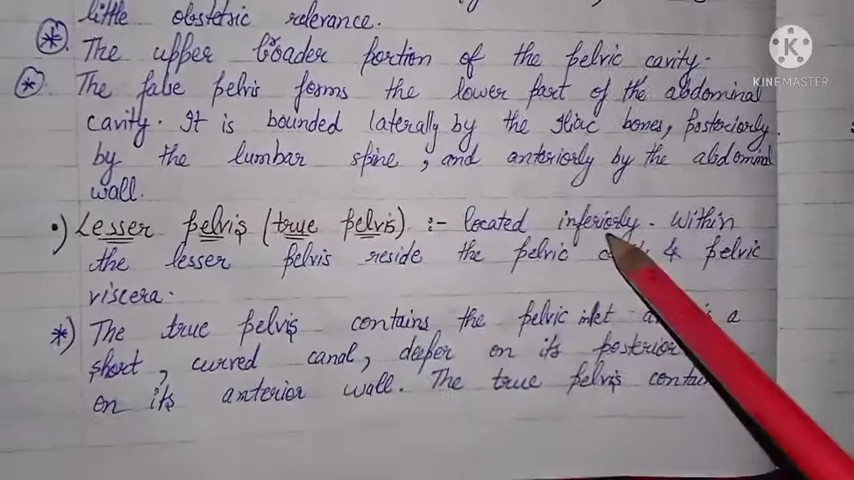 little obstetric relevance.
The upper broader portion of the pelvic cavity.
The false pelvis forms the lower part of the abdominal
cavity. It is bounded laterally by the Iliac bones, posteriorly
by the lumbar spine, and anteriorly by the abdominal
wall.
•) Lesser pelvis (true pelvis) :- located inferiorly. Within
the lesser pelvis reside the pelvic & pelvic
viscera.
*) The true pelvis contains the pelvic inlet a
short, curved canal, deeper on its posterior
on its anterior wall. The true pelvis
K
KINEMASTER